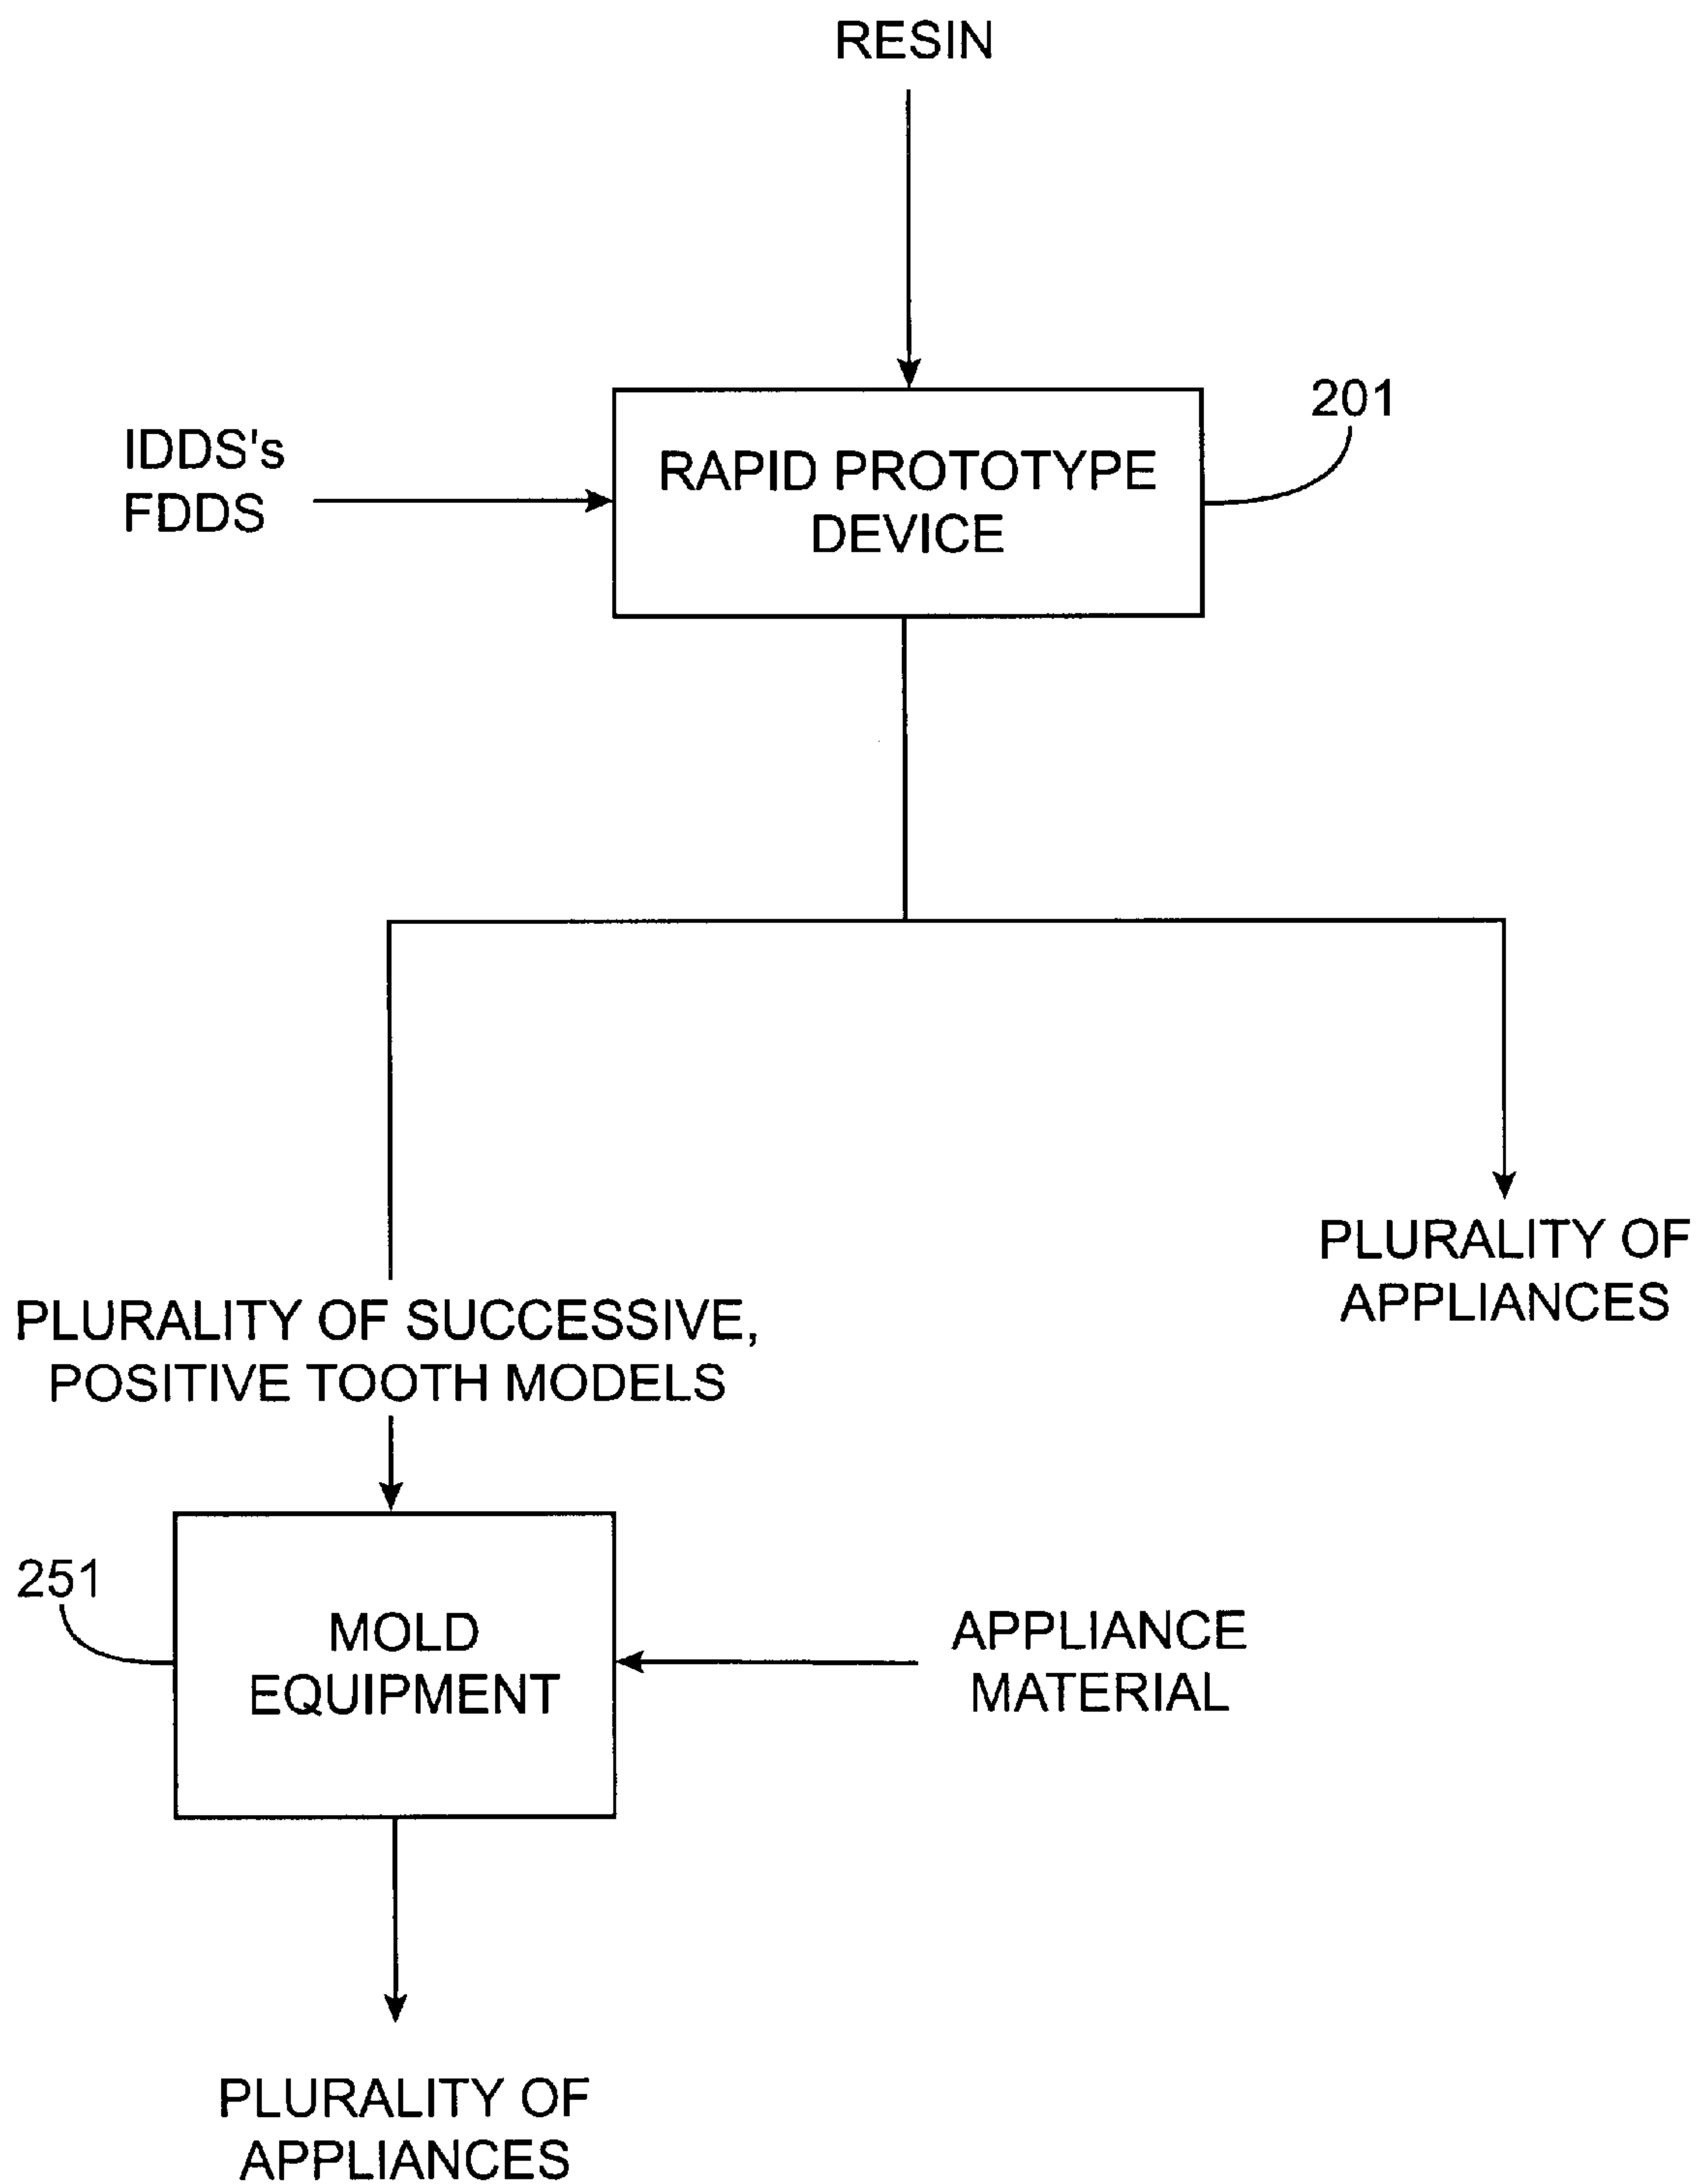 RESIN
201
IDDS's
FDDS
RAPID PROTOTYPE
DEVICE
PLURALITY OF
APPLIANCES
PLURALITY OF SUCCESSIVE,
POSITIVE TOOTH MODELS
251
MOLD
EQUIPMENT
APPLIANCE
MATERIAL
PLURALITY OF
APPLIANCES